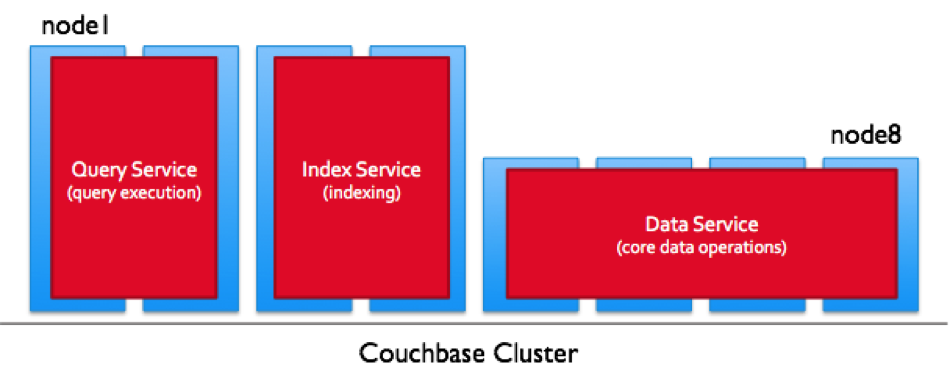 node1
node8
Query Service
(query execution)
Index Service
(indexing)
Data Service
(core data operations)
Couchbase Cluster